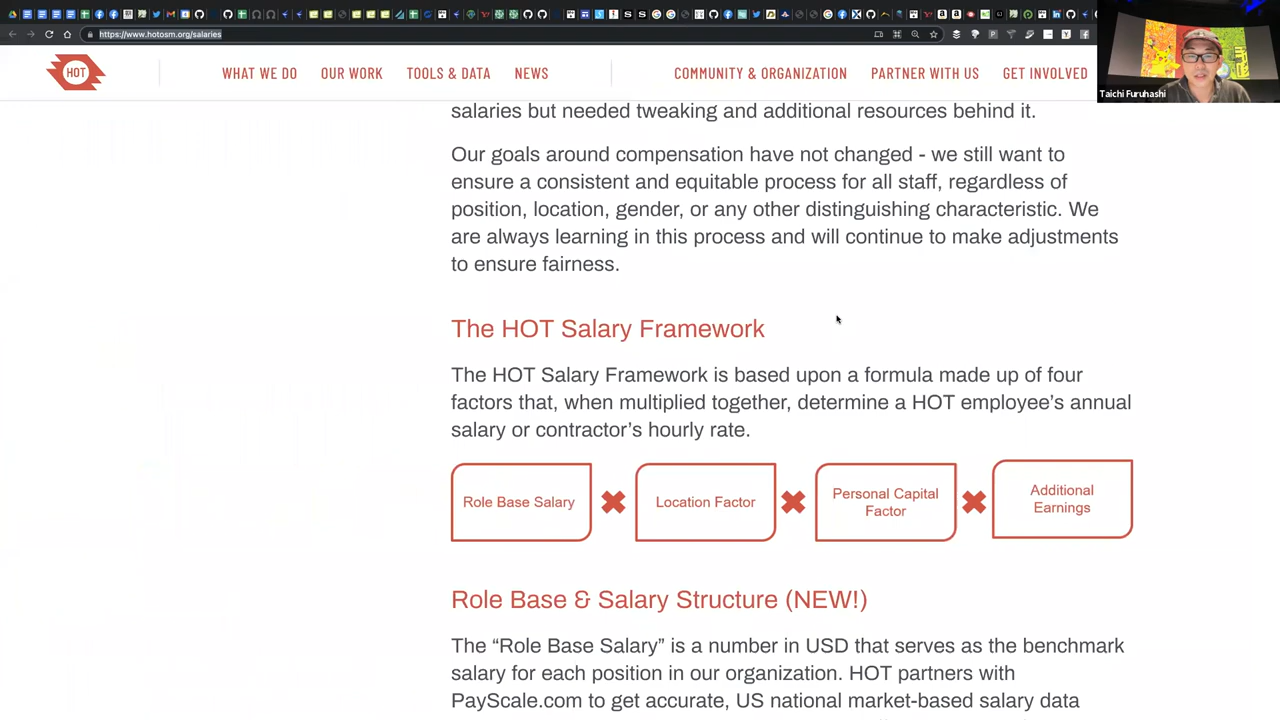 https://www.hotosm.org/salaries
HOT
WHAT WE DO
OUR WORK
TOOLS & DATA
NEWS
COMMUNITY & ORGANIZATION
PARTNER WITH US
GET INVOLVED
Taichi Furuhashi
salaries but needed tweaking and additional resources behind it.
Our goals around compensation have not changed - we still want to
ensure a consistent and equitable process for all staff, regardless of
position, location, gender, or any other distinguishing characteristic. We
are always learning in this process and will continue to make adjustments
to ensure fairness.
The HOT Salary Framework
The HOT Salary Framework is based upon a formula made up of four
factors that, when multiplied together, determine a HOT employee’s annual
salary or contractor’s hourly rate.
Role Base Salary
Location Factor
Personal Capital
Factor
Additional
Earnings
Role Base & Salary Structure (NEW!)
The “Role Base Salary” is a number in USD that serves as the benchmark
salary for each position in our organization. HOT partners with
PayScale.com to get accurate, US national market-based salary data